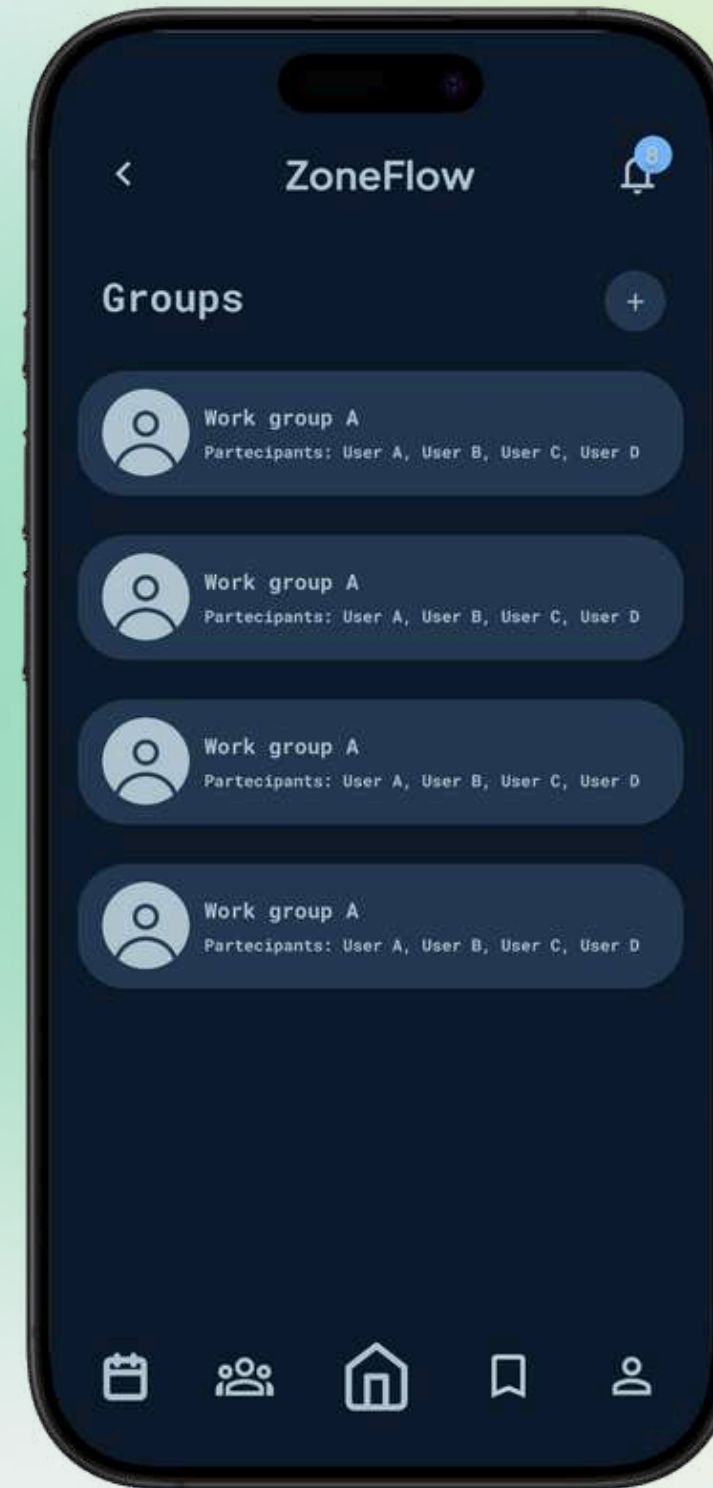 ZoneFlow
8
Groups
+
Work group A
Partecipants: User A, User B, User C, User D
Work group A
Partecipants: User A, User B, User C, User D
Work group A
Partecipants: User A, User B, User C, User D
Work group A
Partecipants: User A, User B, User C, User D